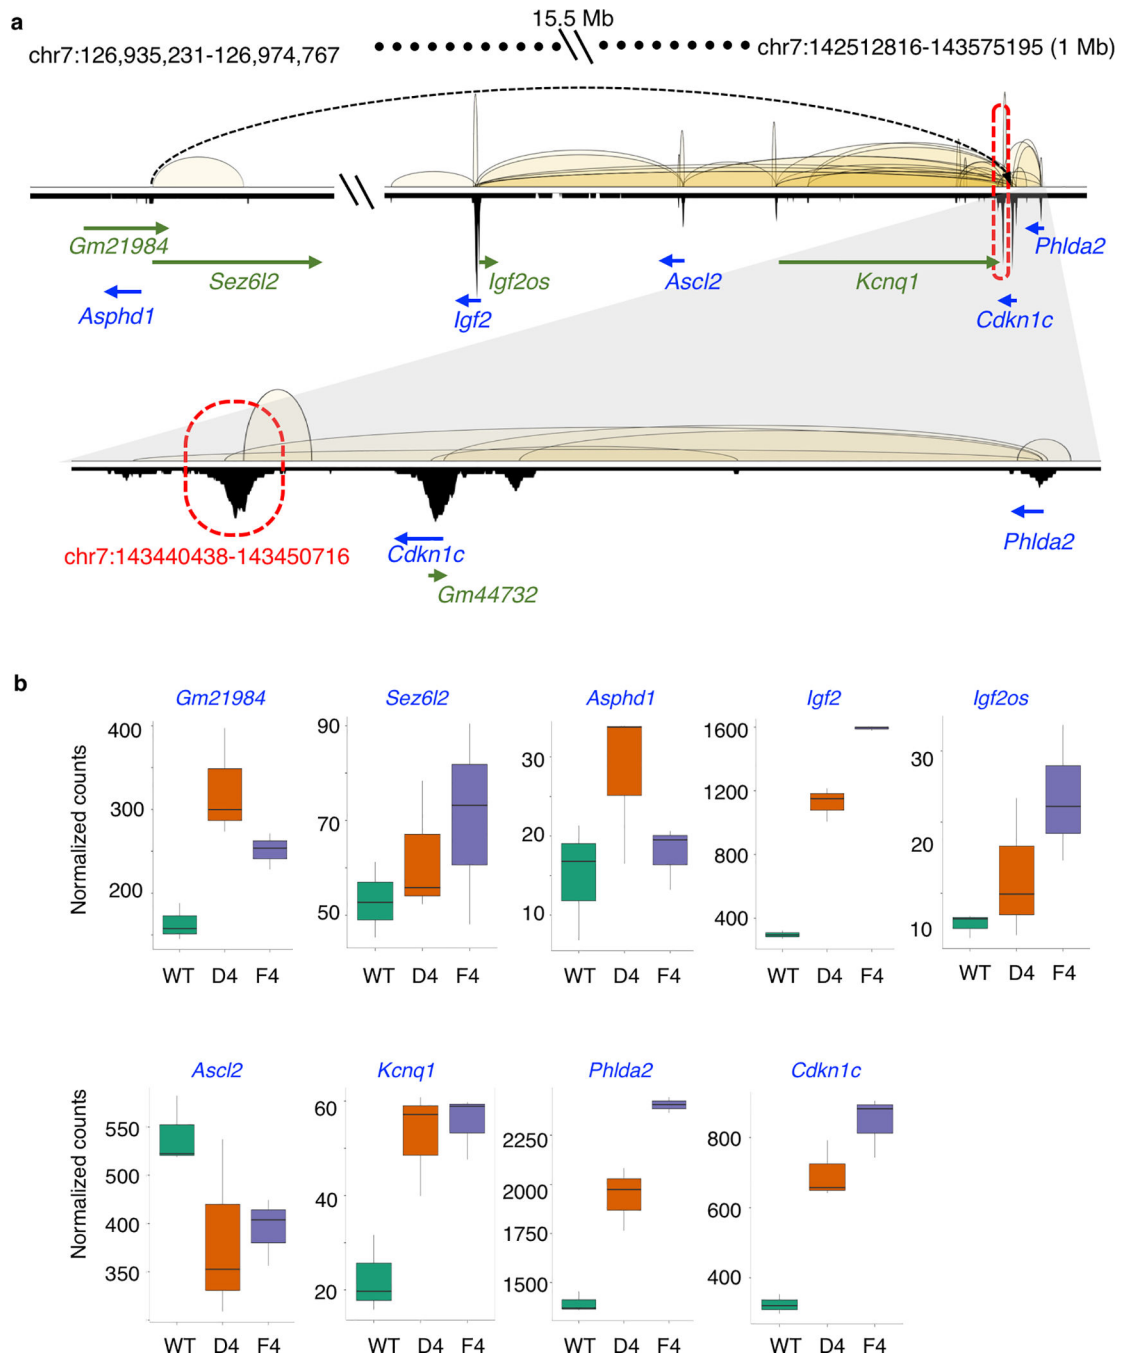 a
15.5 Mb
chr7:126,935,231-126,974,767
chr7:142512816-143575195 (1 Mb)
Gm21984
Sez6l2
Asphd1
Igf2os
Igf2
Ascl2
Kcnq1
Phlda2
Cdkn1c
chr7:143440438-143450716
Cdkn1c
Gm44732
Phlda2
b
Gm21984 Sez6l2 Asphd1 Igf2 Igf2os
Normalized counts
400
300
200
WT D4 F4
90
70
50
WT D4 F4
30
20
10
WT D4 F4
1600
1200
800
400
WT D4 F4
30
20
10
WT D4 F4
Ascl2 Kcnq1 Phlda2 Cdkn1c
Normalized counts
550
500
400
350
WT D4 F4
60
40
20
WT D4 F4
2250
2000
1750
1500
WT D4 F4
800
600
400
WT D4 F4